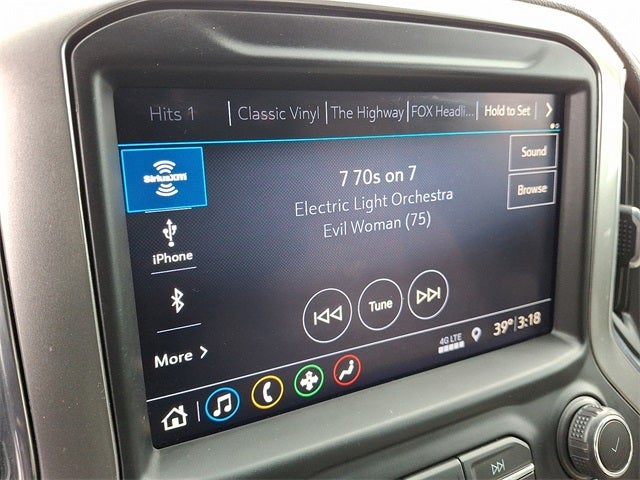 Hits 1 Classic Vinyl The Highway FOX Headli... Hold to Set
SiriusXM
Sound
7 70s on 7
Electric Light Orchestra
Evil Woman (75)
Browse
iPhone
Tune
More
4G LTE 39° 3:18